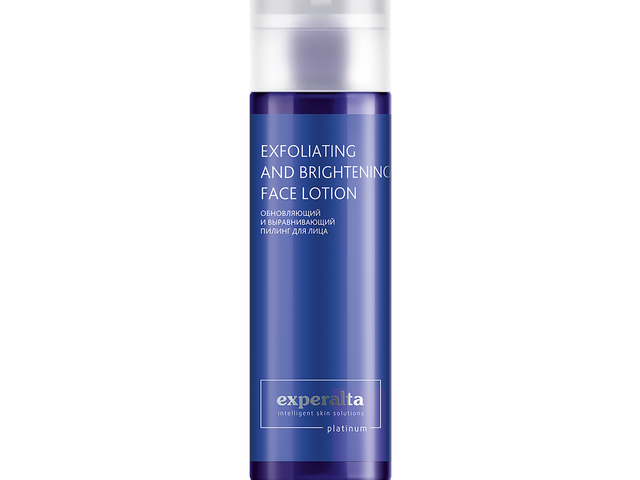 EXFOLIATING
AND BRIGHTENING
FACE LOTION
ОБНОВЛЯЮЩИЙ
И ВЫРАВНИВАЮЩИЙ
ПИЛИНГ ДЛЯ ЛИЦА
experalta
intelligent skin solutions
platinum